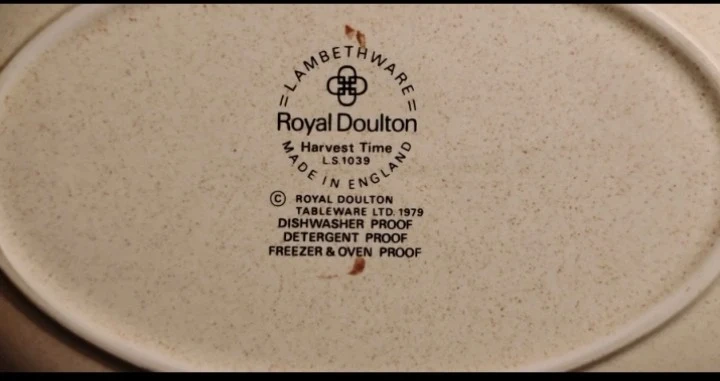 LAMBETHWARE
Royal Doulton
Harvest Time
L.S.1039
MADE IN ENGLAND
© ROYAL DOULTON
TABLEWARE LTD. 1979
DISHWASHER PROOF
DETERGENT PROOF
FREEZER & OVEN PROOF